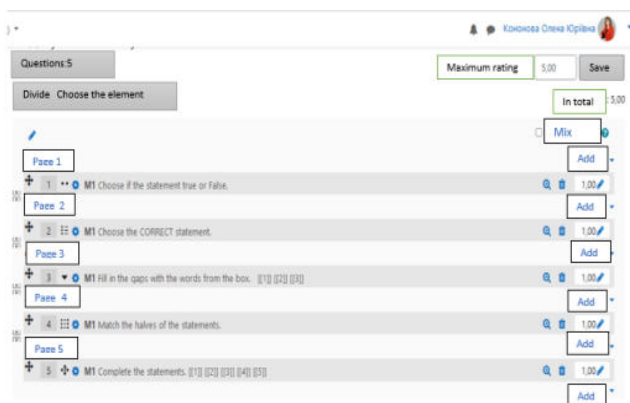 Кононова Олена Юріївна
Questions:5
Maximum rating 5,00 Save
Divide Choose the element
In total : 5,00
Mix
Page 1
Add
1 M1 Choose if the statement true or False. 1,00
Page 2
Add
2 M1 Choose the CORRECT statement. 1,00
Page 3
Add
3 M1 Fill in the gaps with the words from the box. [[1]] [[2]] [[3]] 1,00
Page 4
Add
4 M1 Match the halves of the statements. 1,00
Page 5
Add
5 M1 Complete the statements. [[1]] [[2]] [[3]] [[4]] [[5]] 1,00
Add